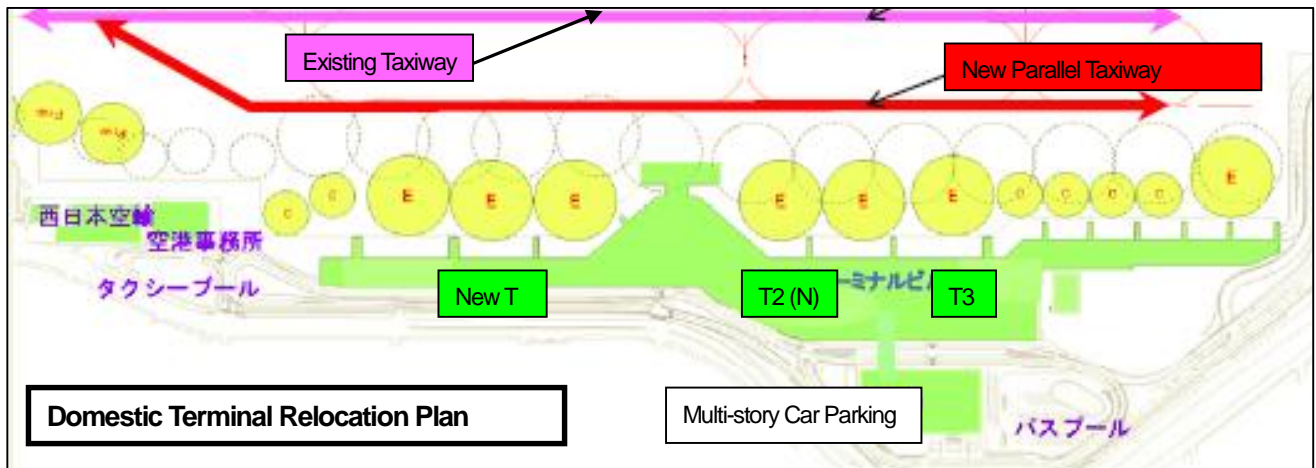 Existing Taxiway
New Parallel Taxiway
E
C
C
E
E
E
E
E
E
C
C
C
C
西日本空輸
空港事務所
タクシープール
New T
T2 (N)
ーミナルビ
T3
Domestic Terminal Relocation Plan
Multi-story Car Parking
バスプール